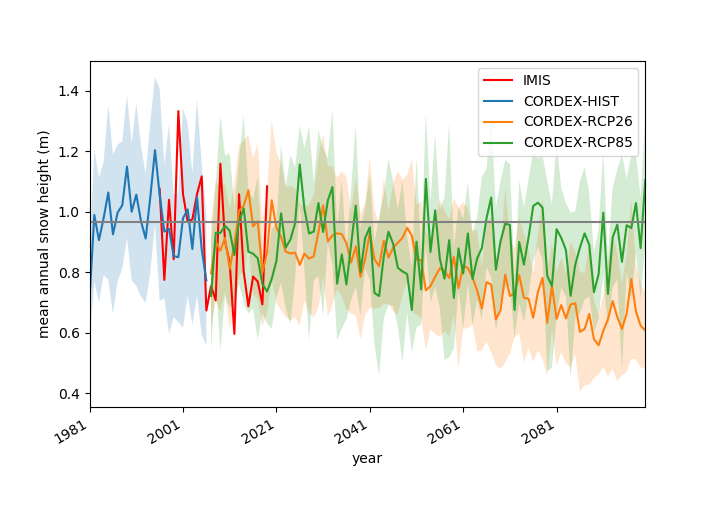 IMIS
CORDEX-HIST
CORDEX-RCP26
CORDEX-RCP85
mean annual snow height (m)
1.4
1.2
1.0
0.8
0.6
0.4
1981
2001
2021
2041
2061
2081
year